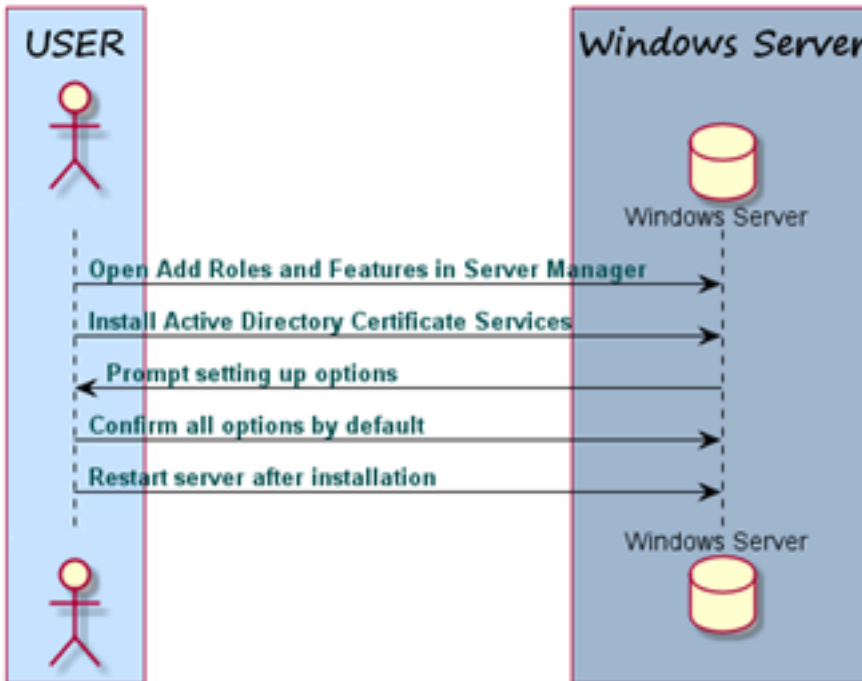 USER
Windows Server
Windows Server
Open Add Roles and Features in Server Manager
Install Active Directory Certificate Services
Prompt setting up options
Confirm all options by default
Restart server after installation
Windows Server